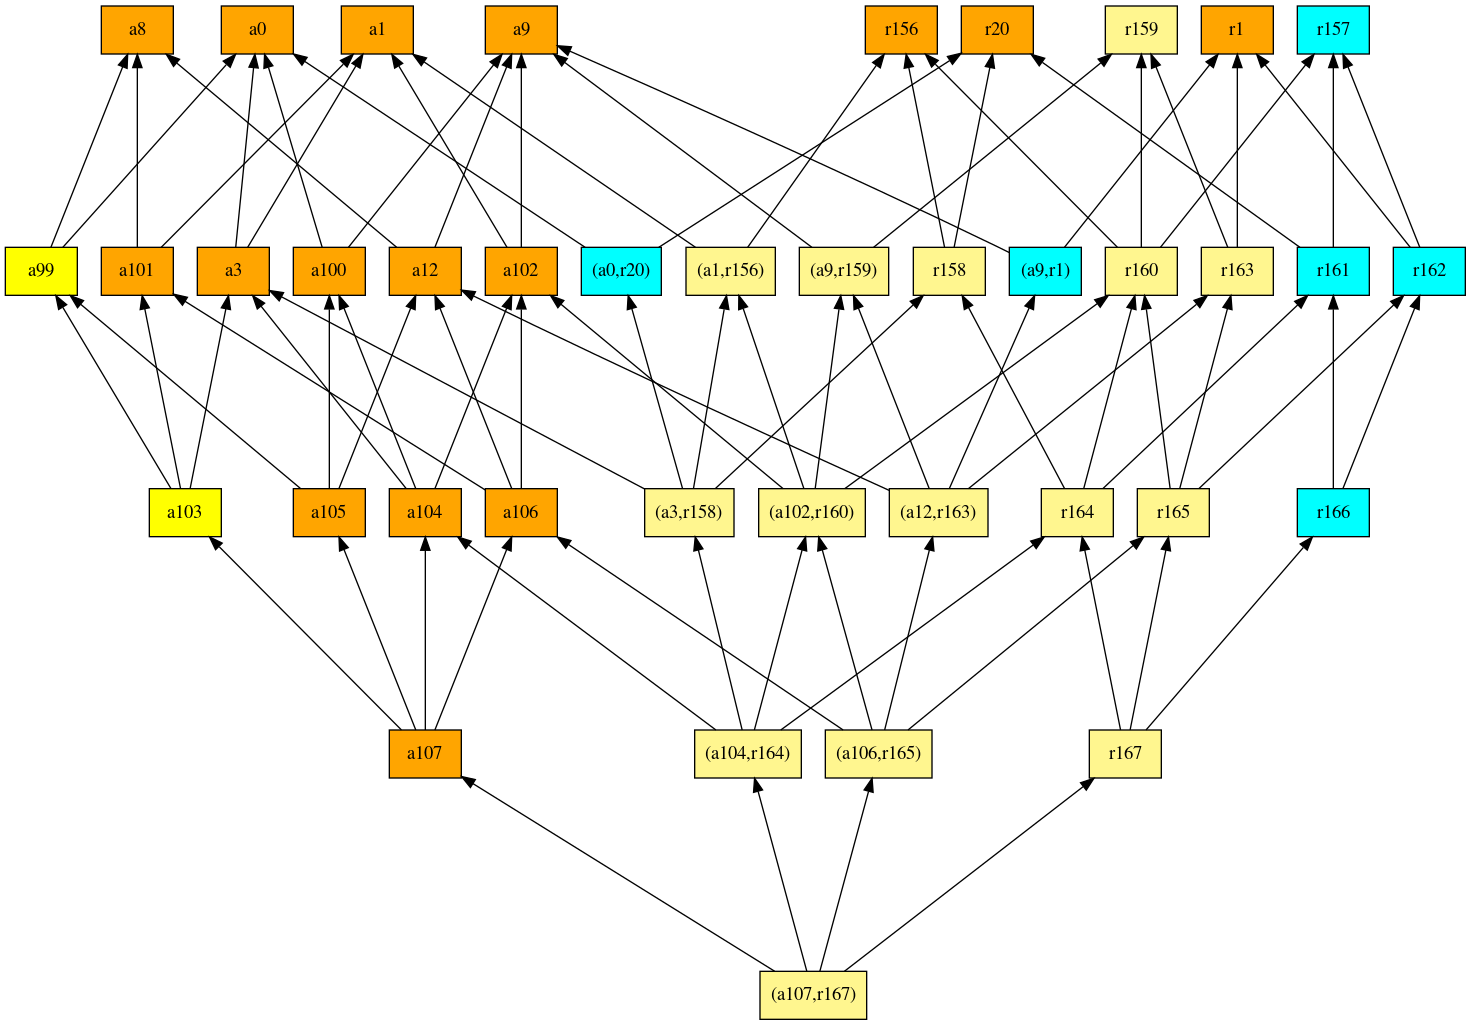 a8 a0 a1 a9 r156 r20 r159 r1 r157
a99 a101 a3 a100 a12 a102 (a0,r20) (a1,r156) (a9,r159) r158 (a9,r1) r160 r163 r161 r162
a103 a105 a104 a106 (a3,r158) (a102,r160) (a12,r163) r164 r165 r166
a107 (a104,r164) (a106,r165) r167
(a107,r167)